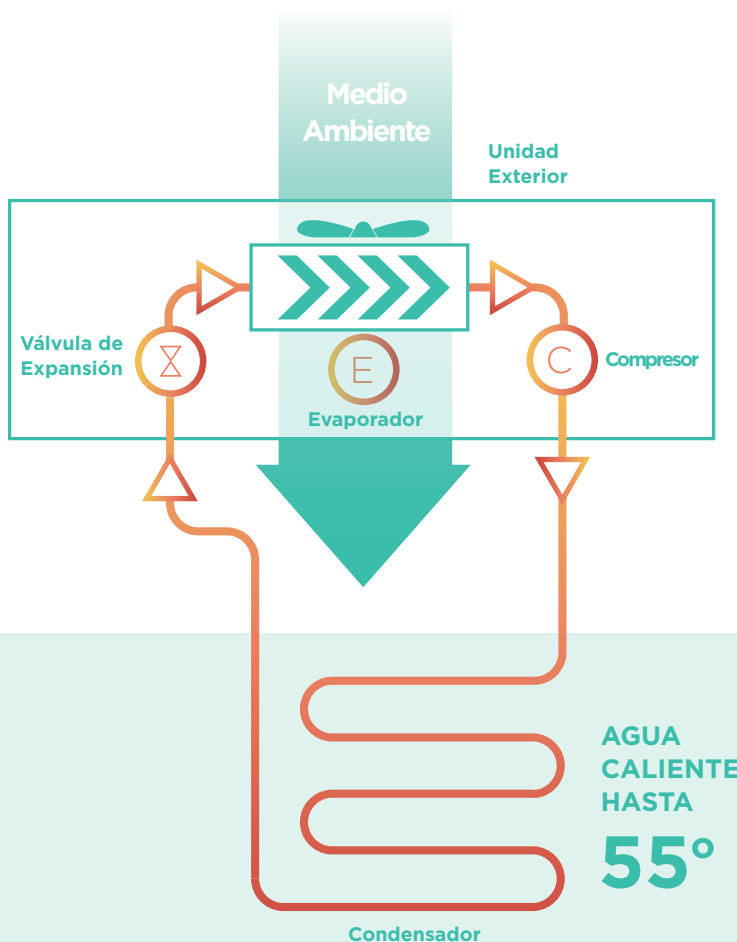 Medio
Ambiente
Unidad
Exterior
Válvula de
Expansión
E
Evaporador
C
Compresor
AGUA
CALIENTE
HASTA
55°
Condensador